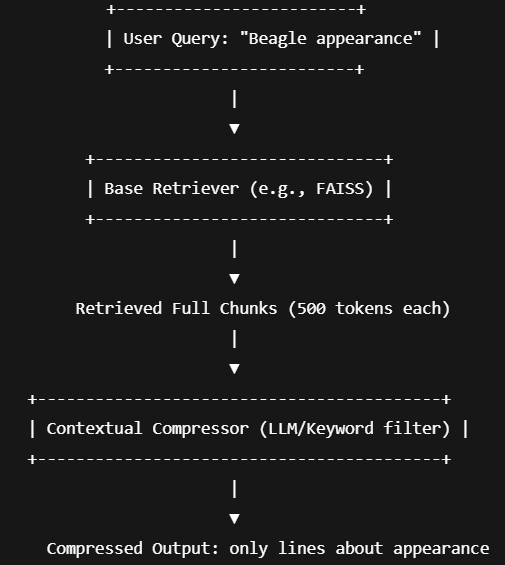 +-------------------------+
| User Query: "Beagle appearance" |
+-------------------------+
|
▼
+------------------------------+
| Base Retriever (e.g., FAISS) |
+------------------------------+
|
▼
Retrieved Full Chunks (500 tokens each)
|
▼
+------------------------------------------+
| Contextual Compressor (LLM/Keyword filter) |
+------------------------------------------+
|
▼
Compressed Output: only lines about appearance